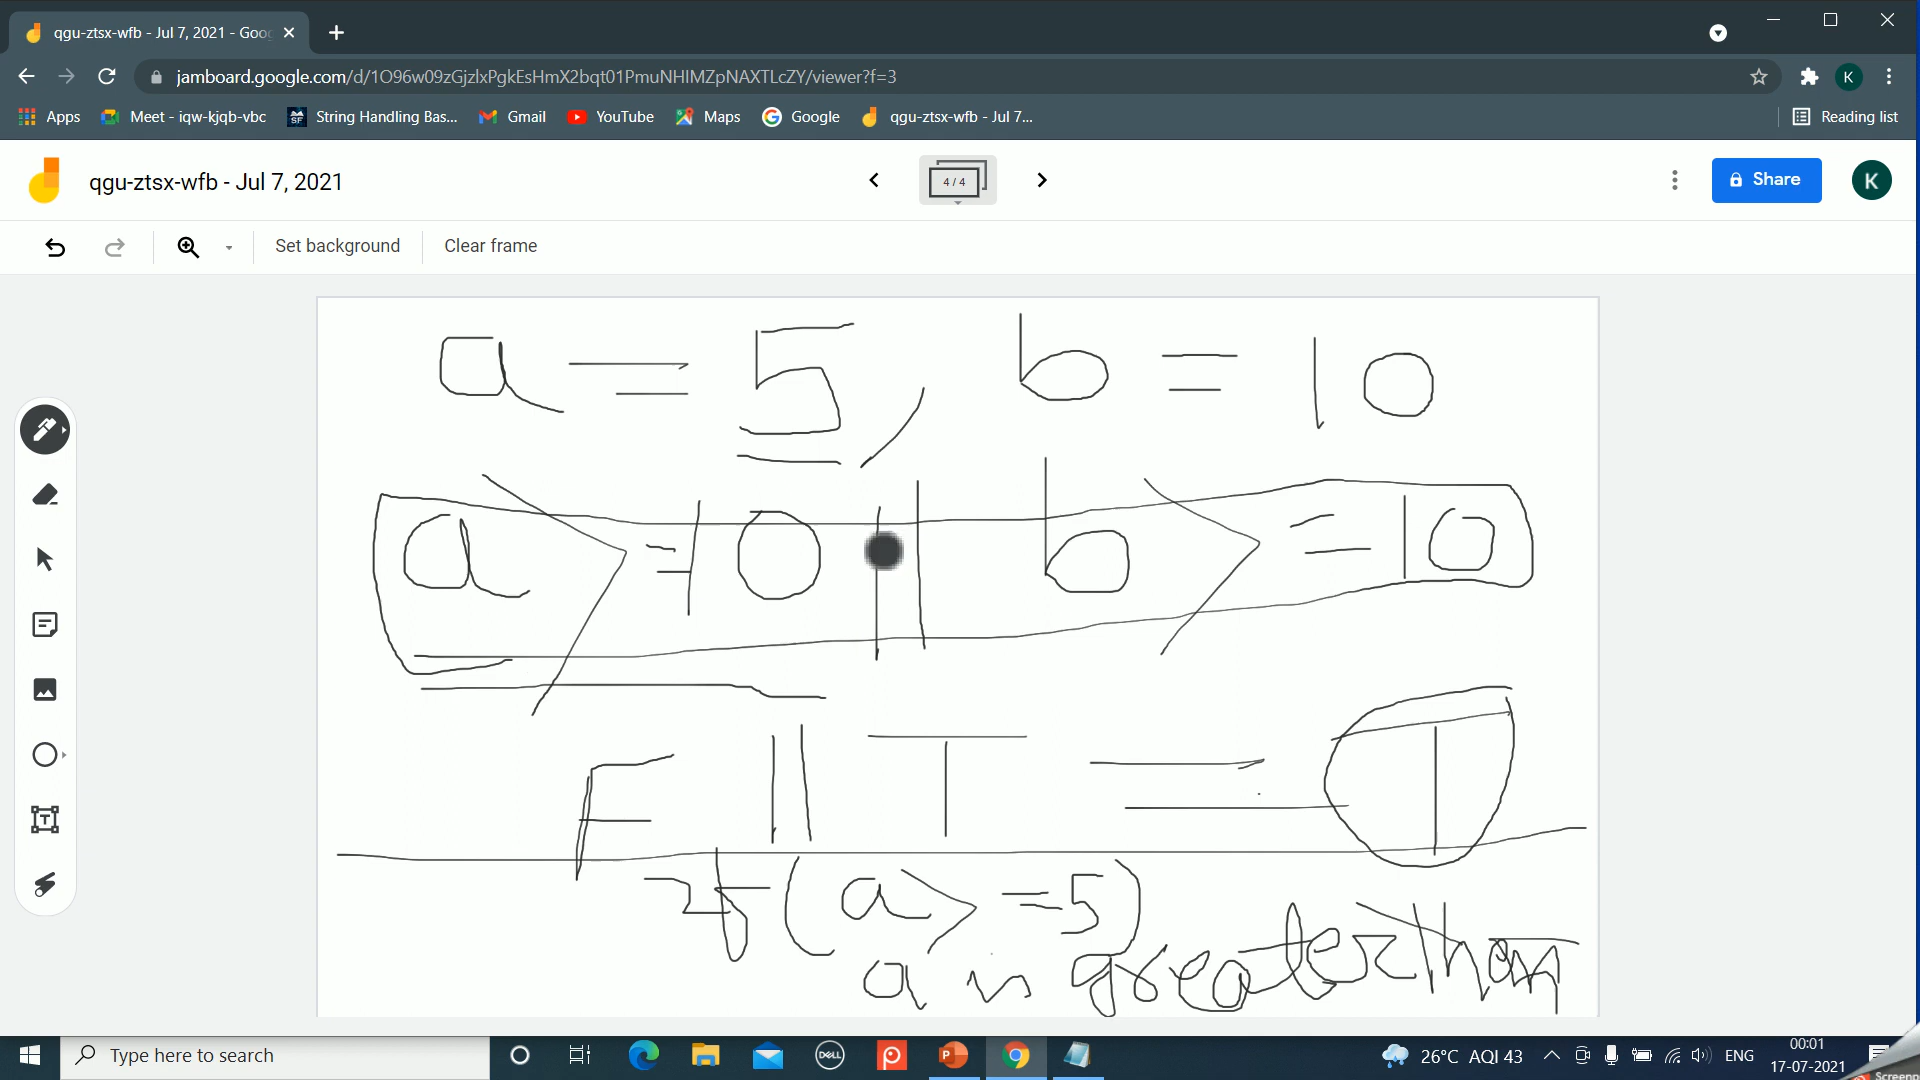 qgu-ztsx-wfb - Jul 7, 2021 - Goo
jamboard.google.com/d/1O96w09zGjzlxPgkEsHmX2bqt01PmuNHIMZpNAXTLcZY/viewer?f=3
K
Apps Meet - iqw-kjqb-vbc String Handling Bas... Gmail YouTube Maps Google qgu-ztsx-wfb - Jul 7... Reading list
qgu-ztsx-wfb - Jul 7, 2021
4 / 4
Share
K
Set background Clear frame
a = 5, b = 10
a >= 10 || b >= 10
F || T = T
if (a >= 5)
a is greater than
Type here to search
DELL
26°C AQI 43
ENG
00:01
17-07-2021